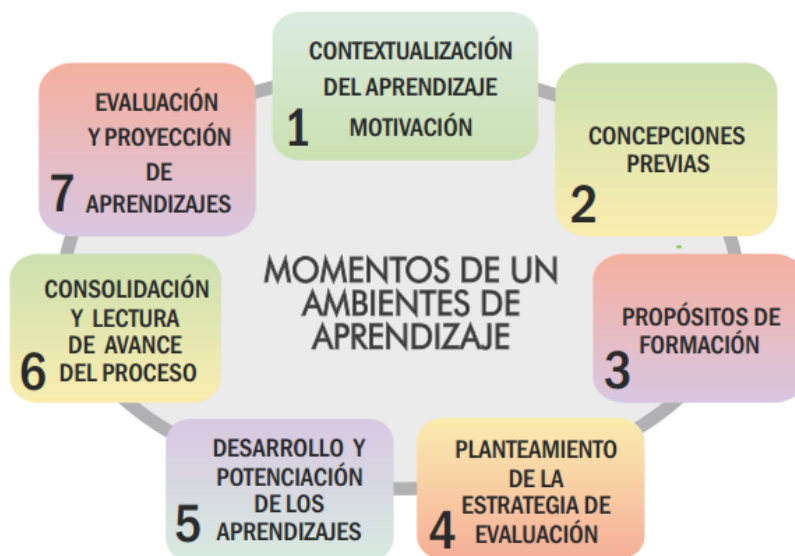 CONTEXTUALIZACIÓN
DEL APRENDIZAJE
MOTIVACIÓN
1
CONCEPCIONES
PREVIAS
2
PROPÓSITOS DE
FORMACIÓN
3
PLANTEAMIENTO
DE LA
ESTRATEGIA DE
EVALUACIÓN
4
DESARROLLO Y
POTENCIACIÓN
DE LOS
APRENDIZAJES
5
CONSOLIDACIÓN
Y LECTURA
DE AVANCE
DEL PROCESO
6
EVALUACIÓN
Y PROYECCIÓN
DE
APRENDIZAJES
7
MOMENTOS DE UN
AMBIENTES DE
APRENDIZAJE